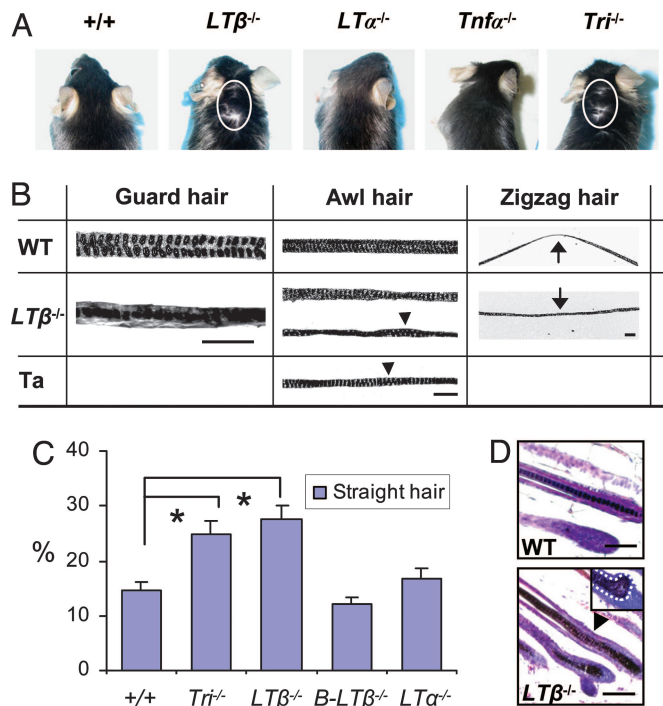 A
+/+ LTβ-/- LTα-/- Tnfα-/- Tri-/-
B
Guard hair Awl hair Zigzag hair
WT
LTβ-/-
Ta
C
40
30
20
10
0
%
* *
Straight hair
+/+ Tri-/- LTβ-/- B-LTβ-/- LTα-/-
D
WT
LTβ-/-